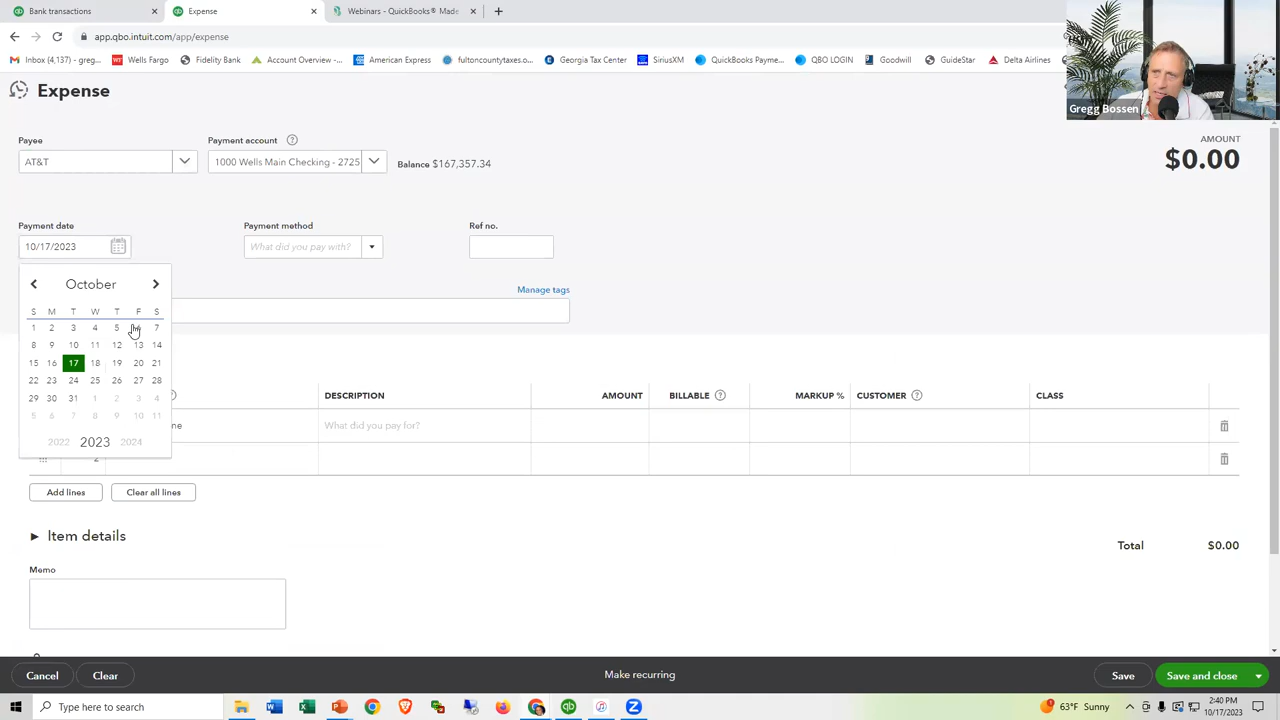 Bank transactions
Expense
Webinars - QuickBooks® Made
app.qbo.intuit.com/app/expense
Inbox (4,137) - greg...
Wells Fargo
Fidelity Bank
Account Overview -...
American Express
fultoncountytaxes.o...
Georgia Tax Center
SiriusXM
QuickBooks Payme...
QBO LOGIN
Goodwill
GuideStar
Delta Airlines
Gregg Bossen
Expense
Payee
Payment account
AMOUNT
AT&T
1000 Wells Main Checking - 2725
Balance $167,357.34
$0.00
Payment date
Payment method
Ref no.
10/17/2023
What did you pay with?
October
Manage tags
S M T W T F S
1 2 3 4 5 6 7
8 9 10 11 12 13 14
15 16 17 18 19 20 21
22 23 24 25 26 27 28
29 30 31 1 2 3 4
5 6 7 8 9 10 11
2022 2023 2024
DESCRIPTION AMOUNT BILLABLE MARKUP % CUSTOMER CLASS
ne
What did you pay for?
2
Add lines
Clear all lines
Item details
Total $0.00
Memo
Cancel
Clear
Make recurring
Save
Save and close
Type here to search
63°F Sunny
2:40 PM
10/17/2023